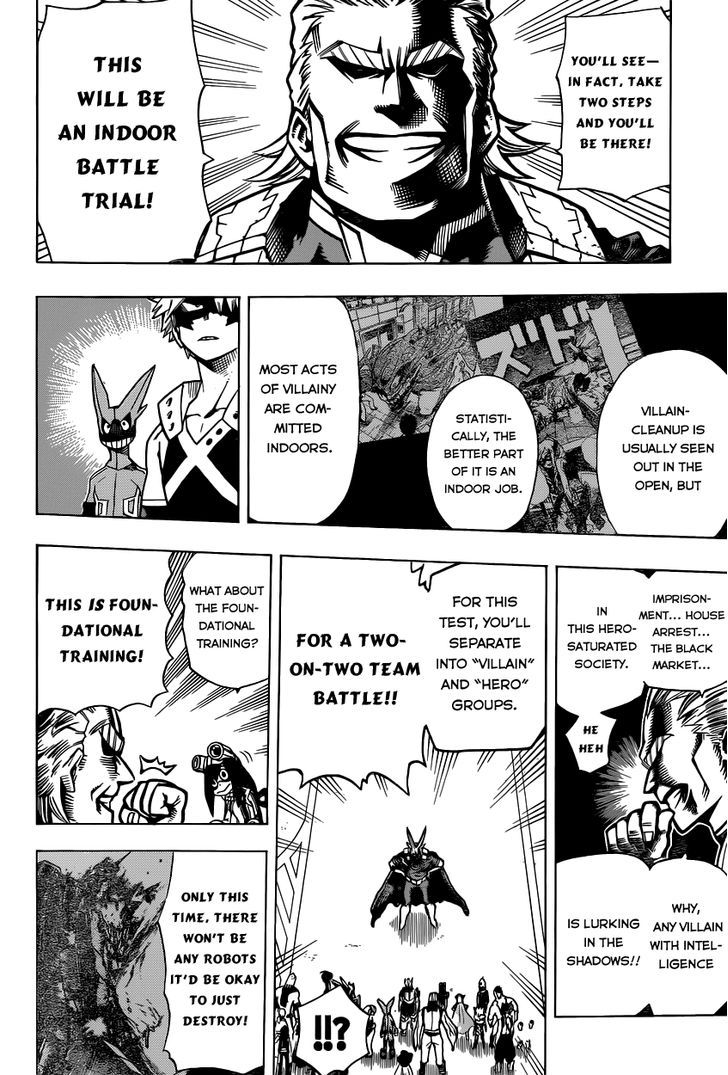 YOU'LL SEE—
IN FACT, TAKE
TWO STEPS
AND YOU'LL
BE THERE!
THIS
WILL BE
AN INDOOR
BATTLE
TRIAL!
VILLAIN-
CLEANUP IS
USUALLY SEEN
OUT IN THE
OPEN, BUT
ズドー
STATISTI-
CALLY, THE
BETTER PART
OF IT IS AN
INDOOR JOB.
MOST ACTS
OF VILLAINY
ARE COM-
MITTED
INDOORS.
IMPRISON-
MENT... HOUSE
ARREST...
THE BLACK
MARKET...
IN
THIS HERO-
SATURATED
SOCIETY.
HE
HEH
WHY,
ANY VILLAIN
WITH INTEL-
LIGENCE
IS LURKING
IN THE
SHADOWS!!
FOR THIS
TEST, YOU'LL
SEPARATE
INTO "VILLAIN"
AND "HERO"
GROUPS.
FOR A TWO-
ON-TWO TEAM
BATTLE!!
!!?
WHAT ABOUT
THE FOUN-
DATIONAL
TRAINING?
THIS IS FOUN-
DATIONAL
TRAINING!
ONLY THIS
TIME, THERE
WON'T BE
ANY ROBOTS
IT'D BE OKAY
TO JUST
DESTROY!